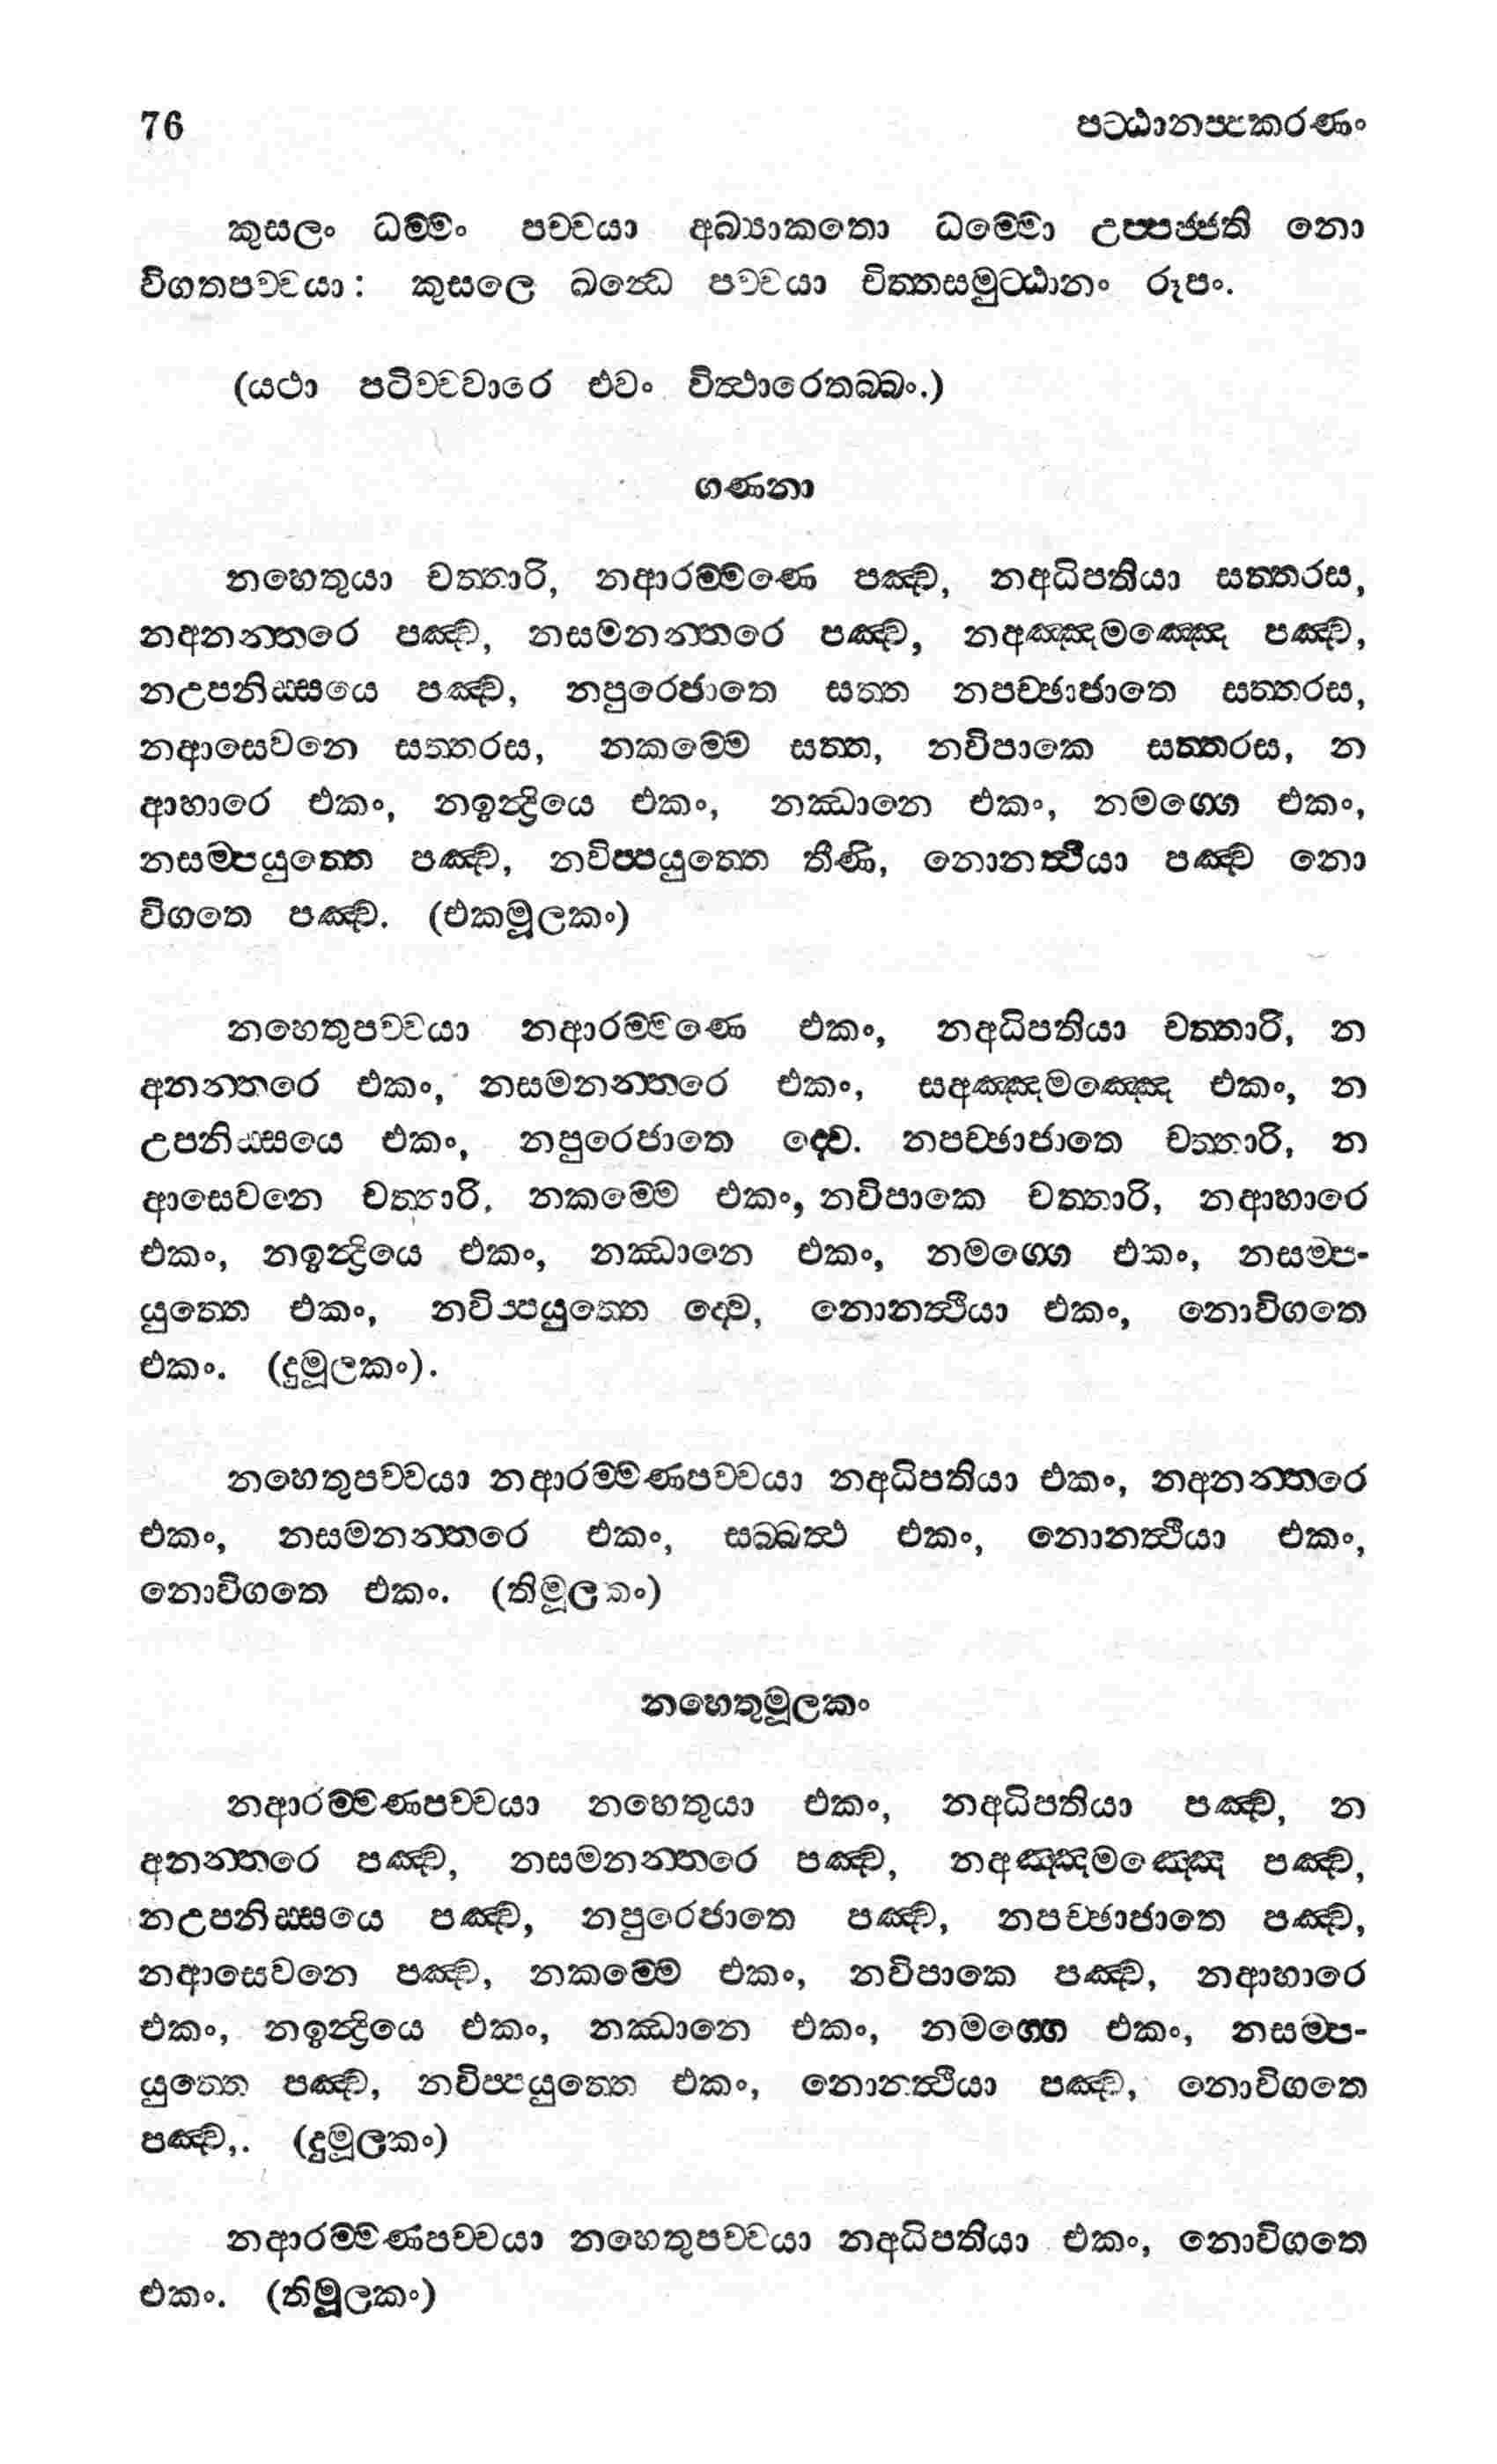 76 පට්ඨානප්පකරණං
කුසලං ධම්මං පච්චයා අබ්‍යාකතො ධම්මො උප්පජ්ජති නො
විගතපච්චයා: කුසලෙ ඛන්ධෙ පච්චයා චිත්තසමුට්ඨානං රූපං.
(යථා පටිච්චවාරෙ එවං විත්ථාරෙතබ්බං.)
ගණනා
නහෙතුයා චත්තාරි, නආරම්මණෙ පඤ්ච, නඅධිපතියා සත්තරස,
නඅනන්තරෙ පඤ්ච, නසමනන්තරෙ පඤ්ච, නඅඤ්ඤමඤ්ඤෙ පඤ්ච,
නඋපනිස්සයෙ පඤ්ච, නපුරෙජාතෙ සත්ත නපච්ඡාජාතෙ සත්තරස,
නආසෙවනෙ සත්තරස, නකම්මෙ සත්ත, නවිපාකෙ සත්තරස, න
ආහාරෙ එකං, නඉන්ද්‍රියෙ එකං, නඣානෙ එකං, නමග්ගෙ එකං,
නසම්පයුත්තෙ පඤ්ච, නවිප්පයුත්තෙ තීණි, නොනත්ථියා පඤ්ච නො
විගතෙ පඤ්ච. (එකමූලකං)
නහෙතුපච්චයා නආරම්මණෙ එකං, නඅධිපතියා චත්තාරි, න
අනන්තරෙ එකං, නසමනන්තරෙ එකං, සඅඤ්ඤමඤ්ඤෙ එකං, න
උපනිස්සයෙ එකං, නපුරෙජාතෙ ද්වෙ. නපච්ඡාජාතෙ චත්තාරි, න
ආසෙවනෙ චත්තාරි, නකම්මෙ එකං, නවිපාකෙ චත්තාරි, නආහාරෙ
එකං, නඉන්ද්‍රියෙ එකං, නඣානෙ එකං, නමග්ගෙ එකං, නසම්ප-
යුත්තෙ එකං, නවිප්පයුත්තෙ ද්වෙ, නොනත්ථියා එකං, නොවිගතෙ
එකං. (දුමූලකං).
නහෙතුපච්චයා නආරම්මණපච්චයා නඅධිපතියා එකං, නඅනන්තරෙ
එකං, නසමනන්තරෙ එකං, සබ්බත්ථ එකං, නොනත්ථියා එකං,
නොවිගතෙ එකං. (තිමූලකං)
නහෙතුමූලකං
නආරම්මණපච්චයා නහෙතුයා එකං, නඅධිපතියා පඤ්ච, න
අනන්තරෙ පඤ්ච, නසමනන්තරෙ පඤ්ච, නඅඤ්ඤමඤ්ඤෙ පඤ්ච,
නඋපනිස්සයෙ පඤ්ච, නපුරෙජාතෙ පඤ්ච, නපච්ඡාජාතෙ පඤ්ච,
නආසෙවනෙ පඤ්ච, නකම්මෙ එකං, නවිපාකෙ පඤ්ච, නආහාරෙ
එකං, නඉන්ද්‍රියෙ එකං, නඣානෙ එකං, නමග්ගෙ එකං, නසම්ප-
යුත්තෙ පඤ්ච, නවිප්පයුත්තෙ එකං, නොනත්ථියා පඤ්ච, නොවිගතෙ
පඤ්ච,. (දුමූලකං)
නආරම්මණපච්චයා නහෙතුපච්චයා නඅධිපතියා එකං, නොවිගතෙ
එකං. (තිමූලකං)